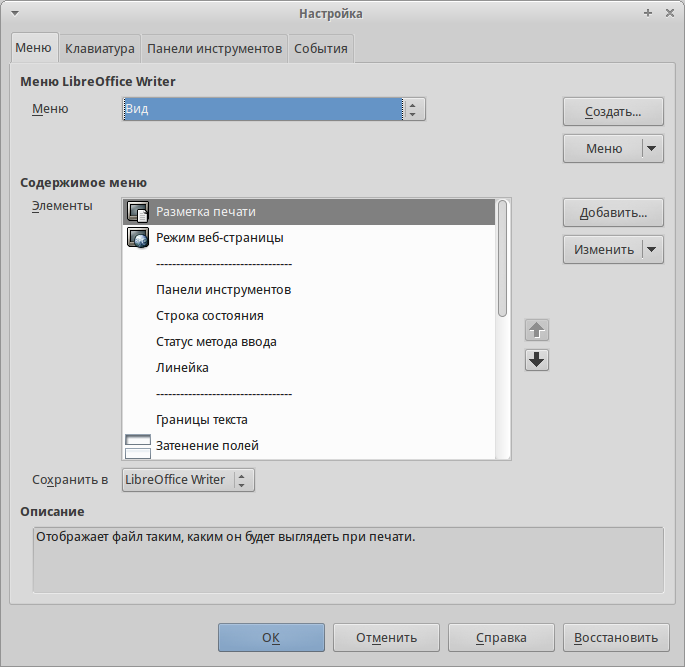 Настройка
Меню Клавиатура Панели инструментов События
Меню LibreOffice Writer
Меню Вид Создать...
Меню
Содержимое меню
Элементы Разметка печати Добавить...
Режим веб-страницы
Изменить
----------------------------------
Панели инструментов
Строка состояния
Статус метода ввода
Линейка
----------------------------------
Границы текста
Затенение полей
Сохранить в LibreOffice Writer
Описание
Отображает файл таким, каким он будет выглядеть при печати.
OK Отменить Справка Восстановить